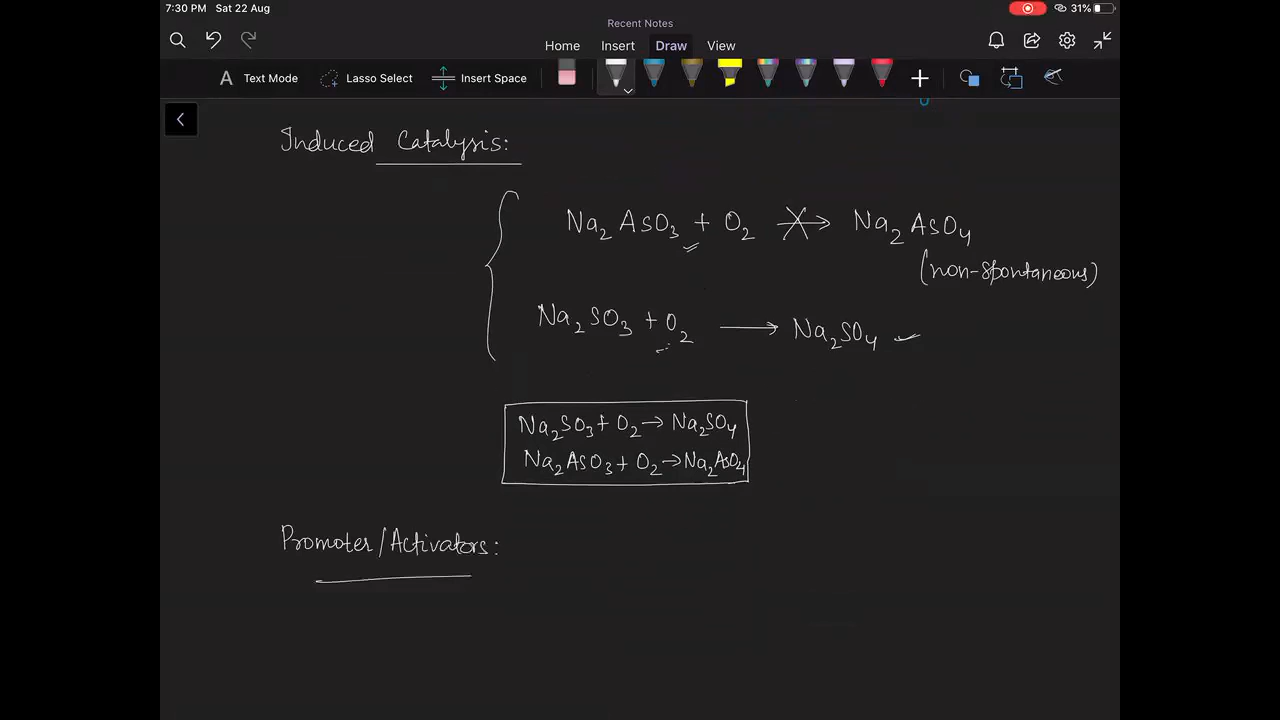 7:30 PM Sat 22 Aug
31%
Recent Notes
Home Insert Draw View
Text Mode Lasso Select Insert Space
Induced Catalysis:
Na2AsO3 + O2 → Na2AsO4
(non-spontaneous)
Na2SO3 + O2 → Na2SO4
Na2SO3 + O2 → Na2SO4
Na2AsO3 + O2 → Na2AsO4
Promoter/Activators: